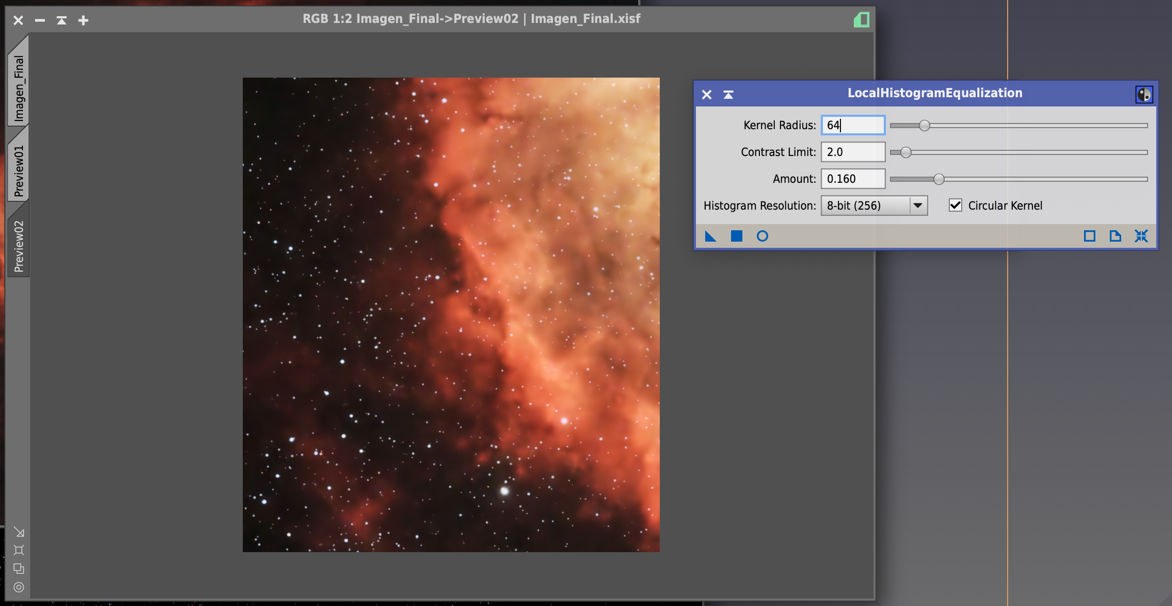 RGB 1:2 Imagen_Final->Preview02 | Imagen_Final.xisf
Imagen_Final
Preview01
Preview02
LocalHistogramEqualization
Kernel Radius: 64
Contrast Limit: 2.0
Amount: 0.160
Histogram Resolution: 8-bit (256) Circular Kernel